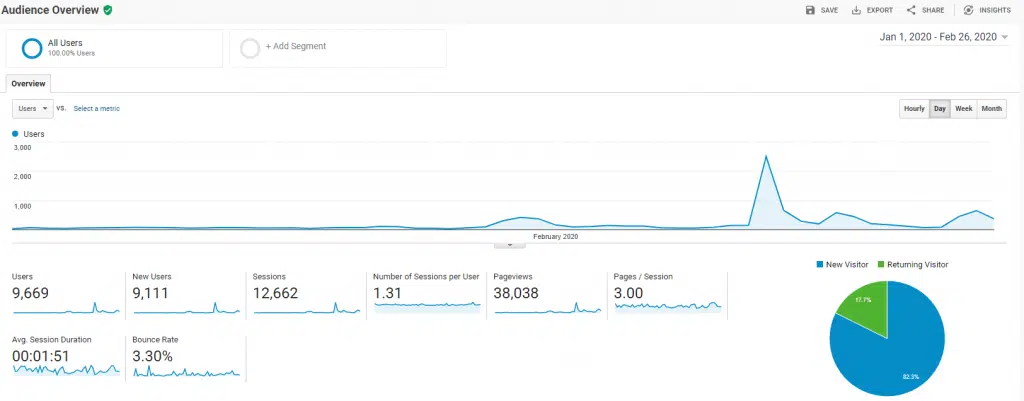 Audience Overview
SAVE EXPORT SHARE INSIGHTS
Jan 1, 2020 - Feb 26, 2020
All Users
100.00% Users
+ Add Segment
Overview
Users VS. Select a metric
Hourly Day Week Month
Users
3,000
2,000
1,000
February 2020
Users
9,669
New Users
9,111
Sessions
12,662
Number of Sessions per User
1.31
Pageviews
38,038
Pages / Session
3.00
Avg. Session Duration
00:01:51
Bounce Rate
3.30%
New Visitor Returning Visitor
17.7%
82.3%